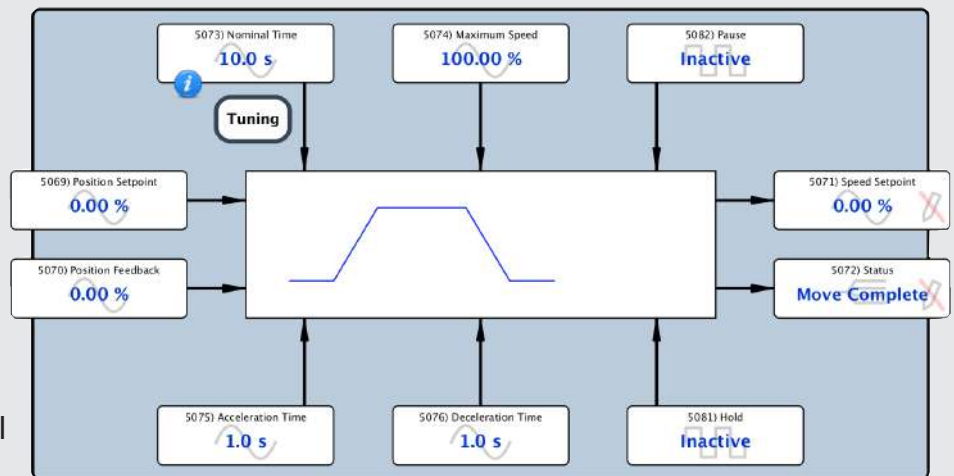 5073) Nominal Time
10.0 s
i
Tuning
5074) Maximum Speed
100.00 %
5082) Pause
Inactive
5069) Position Setpoint
0.00 %
5071) Speed Setpoint
0.00 %
5070) Position Feedback
0.00 %
5072) Status
Move Complete
5075) Acceleration Time
1.0 s
5076) Deceleration Time
1.0 s
5081) Hold
Inactive